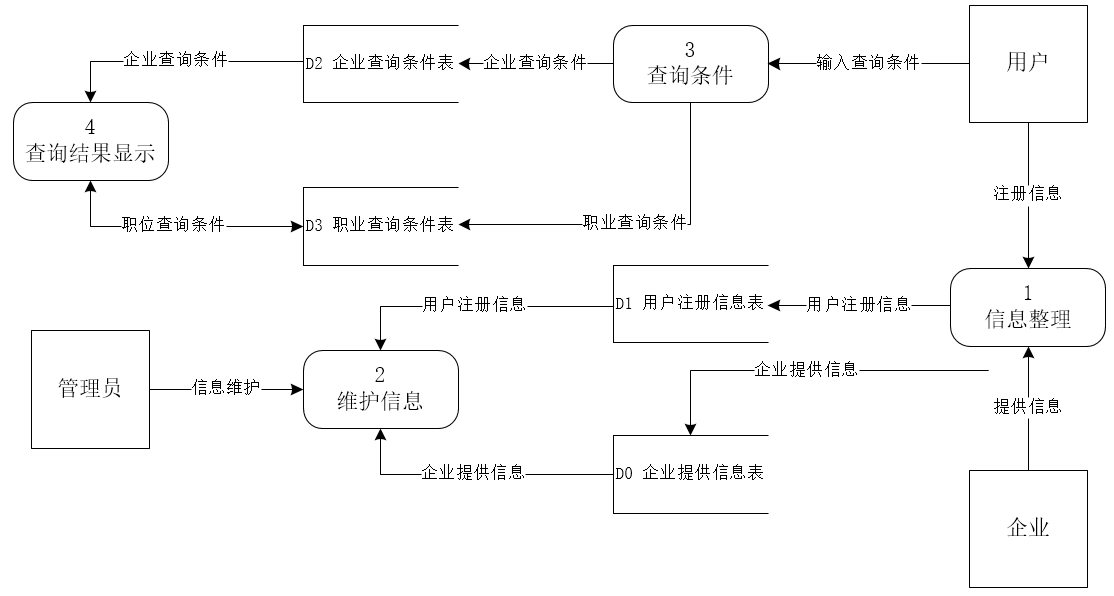 3
查询条件
用户
企业查询条件
D2 企业查询条件表
企业查询条件
输入查询条件
4
查询结果显示
注册信息
职位查询条件
D3 职业查询条件表
职业查询条件
用户注册信息
D1 用户注册信息表
用户注册信息
1
信息整理
管理员
信息维护
2
维护信息
企业提供信息
提供信息
企业提供信息
D0 企业提供信息表
企业